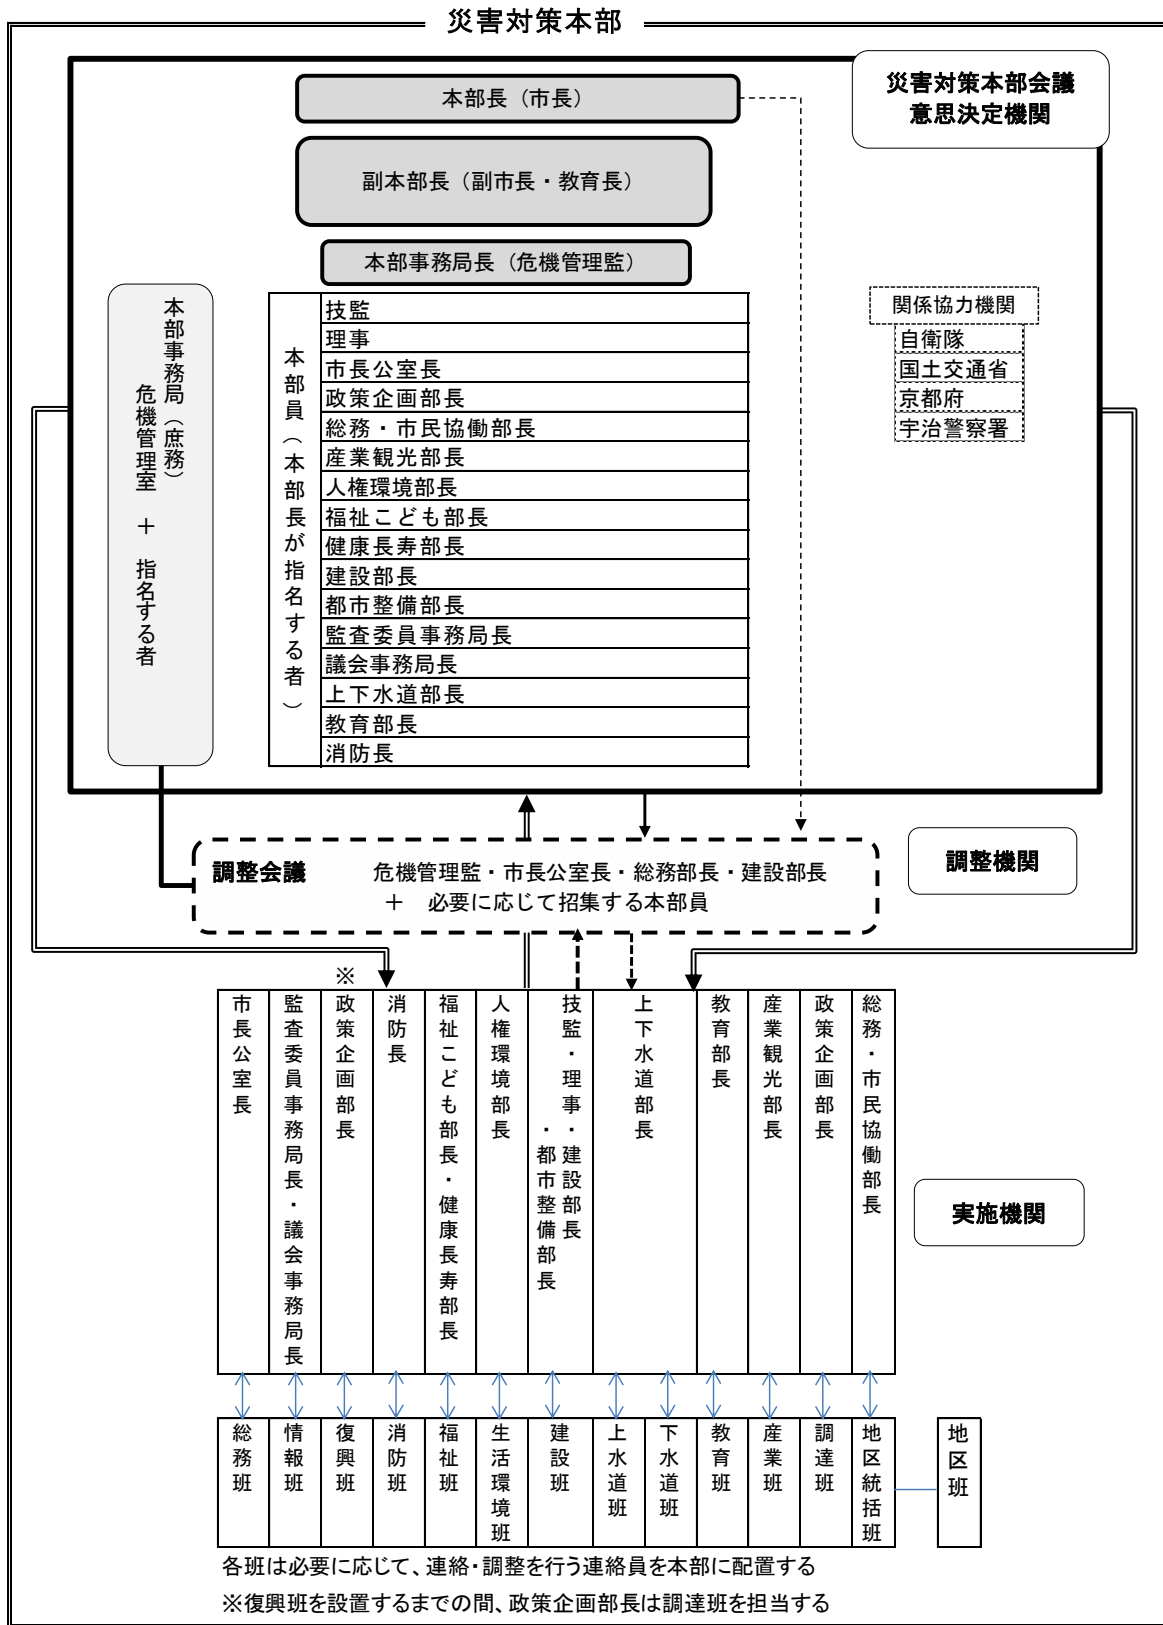 災害対策本部
災害対策本部会議
意思決定機関
本部長（市長）
副本部長（副市長・教育長）
本部事務局長（危機管理監）
本部事務局（庶務）
危機管理室　＋　指名する者
本部員（本部長が指名する者）
技監
理事
市長公室長
政策企画部長
総務・市民協働部長
産業観光部長
人権環境部長
福祉こども部長
健康長寿部長
建設部長
都市整備部長
監査委員事務局長
議会事務局長
上下水道部長
教育部長
消防長
関係協力機関
自衛隊
国土交通省
京都府
宇治警察署
調整会議　危機管理監・市長公室長・総務部長・建設部長
＋　必要に応じて招集する本部員
調整機関
※
市長公室長
監査委員事務局長・議会事務局長
政策企画部長
消防長
福祉こども部長・健康長寿部長
人権環境部長
技監・理事・建設部長
・都市整備部長
上下水道部長
教育部長
産業観光部長
政策企画部長
総務・市民協働部長
実施機関
総務班
情報班
復興班
消防班
福祉班
生活環境班
建設班
上水道班
下水道班
教育班
産業班
調達班
地区統括班
地区班
各班は必要に応じて、連絡・調整を行う連絡員を本部に配置する
※復興班を設置するまでの間、政策企画部長は調達班を担当する